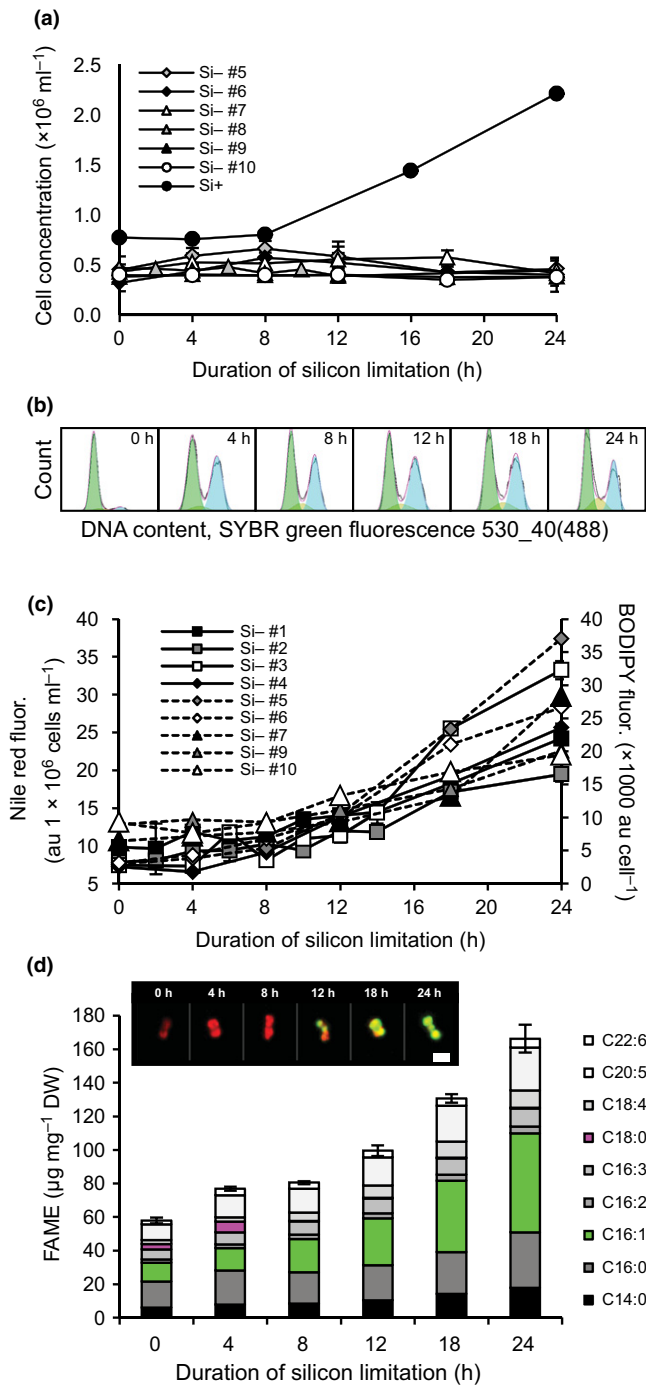 (a)
Cell concentration (×10⁶ ml⁻¹)
2.5
2.0
1.5
1.0
0.5
0.0
Si– #5
Si– #6
Si– #7
Si– #8
Si– #9
Si– #10
Si+
0 4 8 12 16 20 24
Duration of silicon limitation (h)
(b)
Count
0 h 4 h 8 h 12 h 18 h 24 h
DNA content, SYBR green fluorescence 530_40(488)
(c)
Nile red fluor.
(au 1 × 10⁶ cells ml⁻¹)
40
35
30
25
20
15
10
5
Si– #1
Si– #2
Si– #3
Si– #4
Si– #5
Si– #6
Si– #7
Si– #9
Si– #10
40
35
30
25
20
15
10
5
0
BODIPY fluor. (×1000 au cell⁻¹)
0 4 8 12 16 20 24
Duration of silicon limitation (h)
(d)
FAME (µg mg⁻¹ DW)
180
160
140
120
100
80
60
40
20
0
0 h 4 h 8 h 12 h 18 h 24 h
C22:6
C20:5
C18:4
C18:0
C16:3
C16:2
C16:1
C16:0
C14:0
0 4 8 12 18 24
Duration of silicon limitation (h)